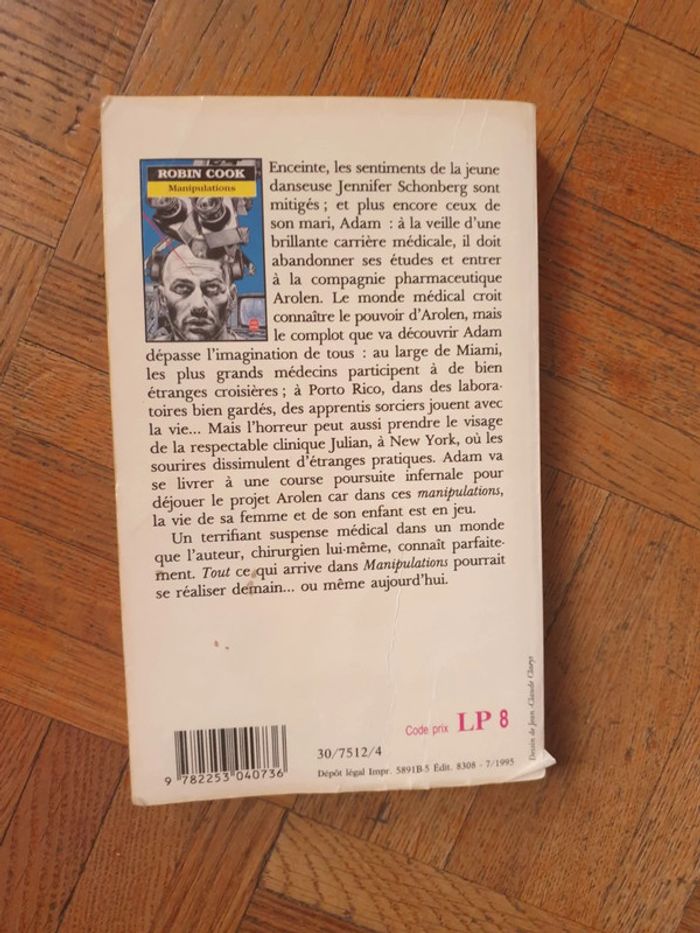 ROBIN COOK
Manipulations
Enceinte, les sentiments de la jeune
danseuse Jennifer Schonberg sont
mitigés ; et plus encore ceux de
son mari, Adam : à la veille d'une
brillante carrière médicale, il doit
abandonner ses études et entrer
à la compagnie pharmaceutique
Arolen. Le monde médical croit
connaître le pouvoir d'Arolen, mais
le complot que va découvrir Adam
dépasse l'imagination de tous : au large de Miami,
les plus grands médecins participent à de bien
étranges croisières ; à Porto Rico, dans des labora-
toires bien gardés, des apprentis sorciers jouent avec
la vie... Mais l'horreur peut aussi prendre le visage
de la respectable clinique Julian, à New York, où les
sourires dissimulent d'étranges pratiques. Adam va
se livrer à une course poursuite infernale pour
déjouer le projet Arolen car dans ces manipulations,
la vie de sa femme et de son enfant est en jeu.
Un terrifiant suspense médical dans un monde
que l'auteur, chirurgien lui-même, connaît parfaite-
ment. Tout ce qui arrive dans Manipulations pourrait
se réaliser demain... ou même aujourd'hui.
Dessin de Jean-Claude Claeys
Code prix LP 8
30/7512/4
9 782253 040736
Dépôt légal Impr. 5891B-5 Édit. 8308 - 7/1995